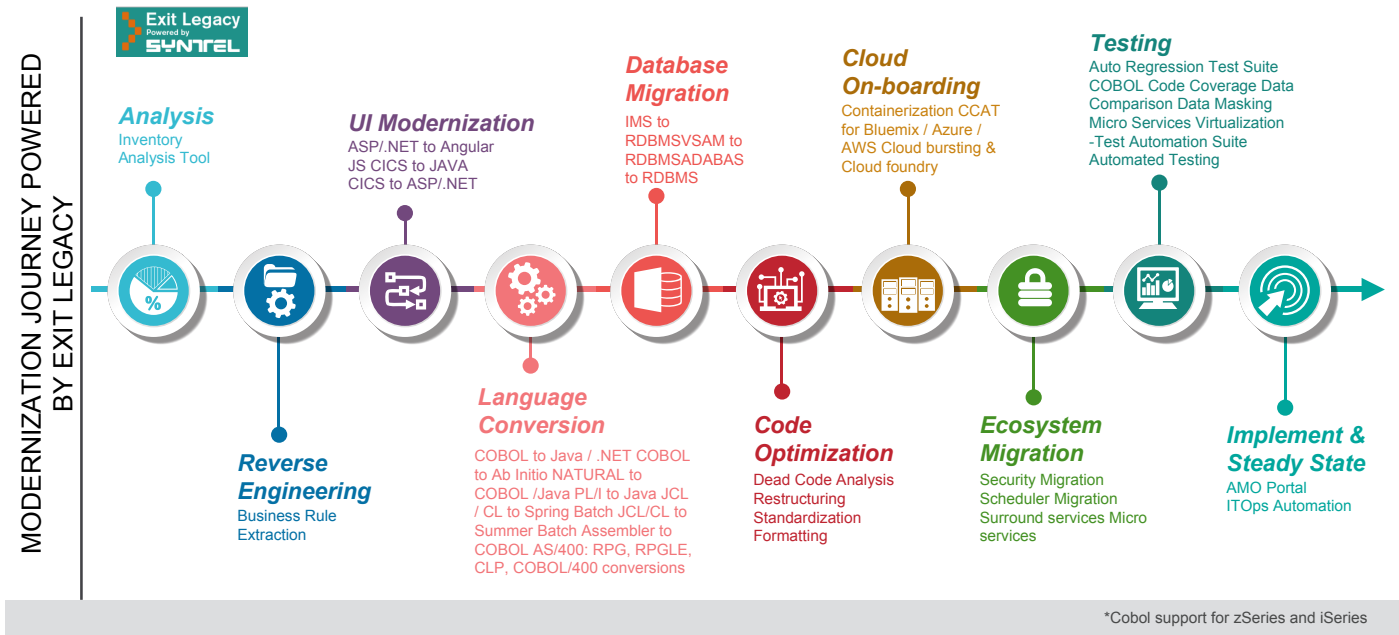 MODERNIZATION JOURNEY POWERED
BY EXIT LEGACY
Exit Legacy
Powered by
SYNTEL
Analysis
Inventory
Analysis Tool
%
Reverse
Engineering
Business Rule
Extraction
UI Modernization
ASP/.NET to Angular
JS CICS to JAVA
CICS to ASP/.NET
Language
Conversion
COBOL to Java / .NET COBOL
to Ab Initio NATURAL to
COBOL /Java PL/I to Java JCL
/ CL to Spring Batch JCL/CL to
Summer Batch Assembler to
COBOL AS/400: RPG, RPGLE,
CLP, COBOL/400 conversions
Database
Migration
IMS to
RDBMSVSAM to
RDBMSADABAS
to RDBMS
Code
Optimization
Dead Code Analysis
Restructuring
Standardization
Formatting
Cloud
On-boarding
Containerization CCAT
for Bluemix / Azure /
AWS Cloud bursting &
Cloud foundry
Ecosystem
Migration
Security Migration
Scheduler Migration
Surround services Micro
services
Testing
Auto Regression Test Suite
COBOL Code Coverage Data
Comparison Data Masking
Micro Services Virtualization
-Test Automation Suite
Automated Testing
Implement &
Steady State
AMO Portal
ITOps Automation
*Cobol support for zSeries and iSeries